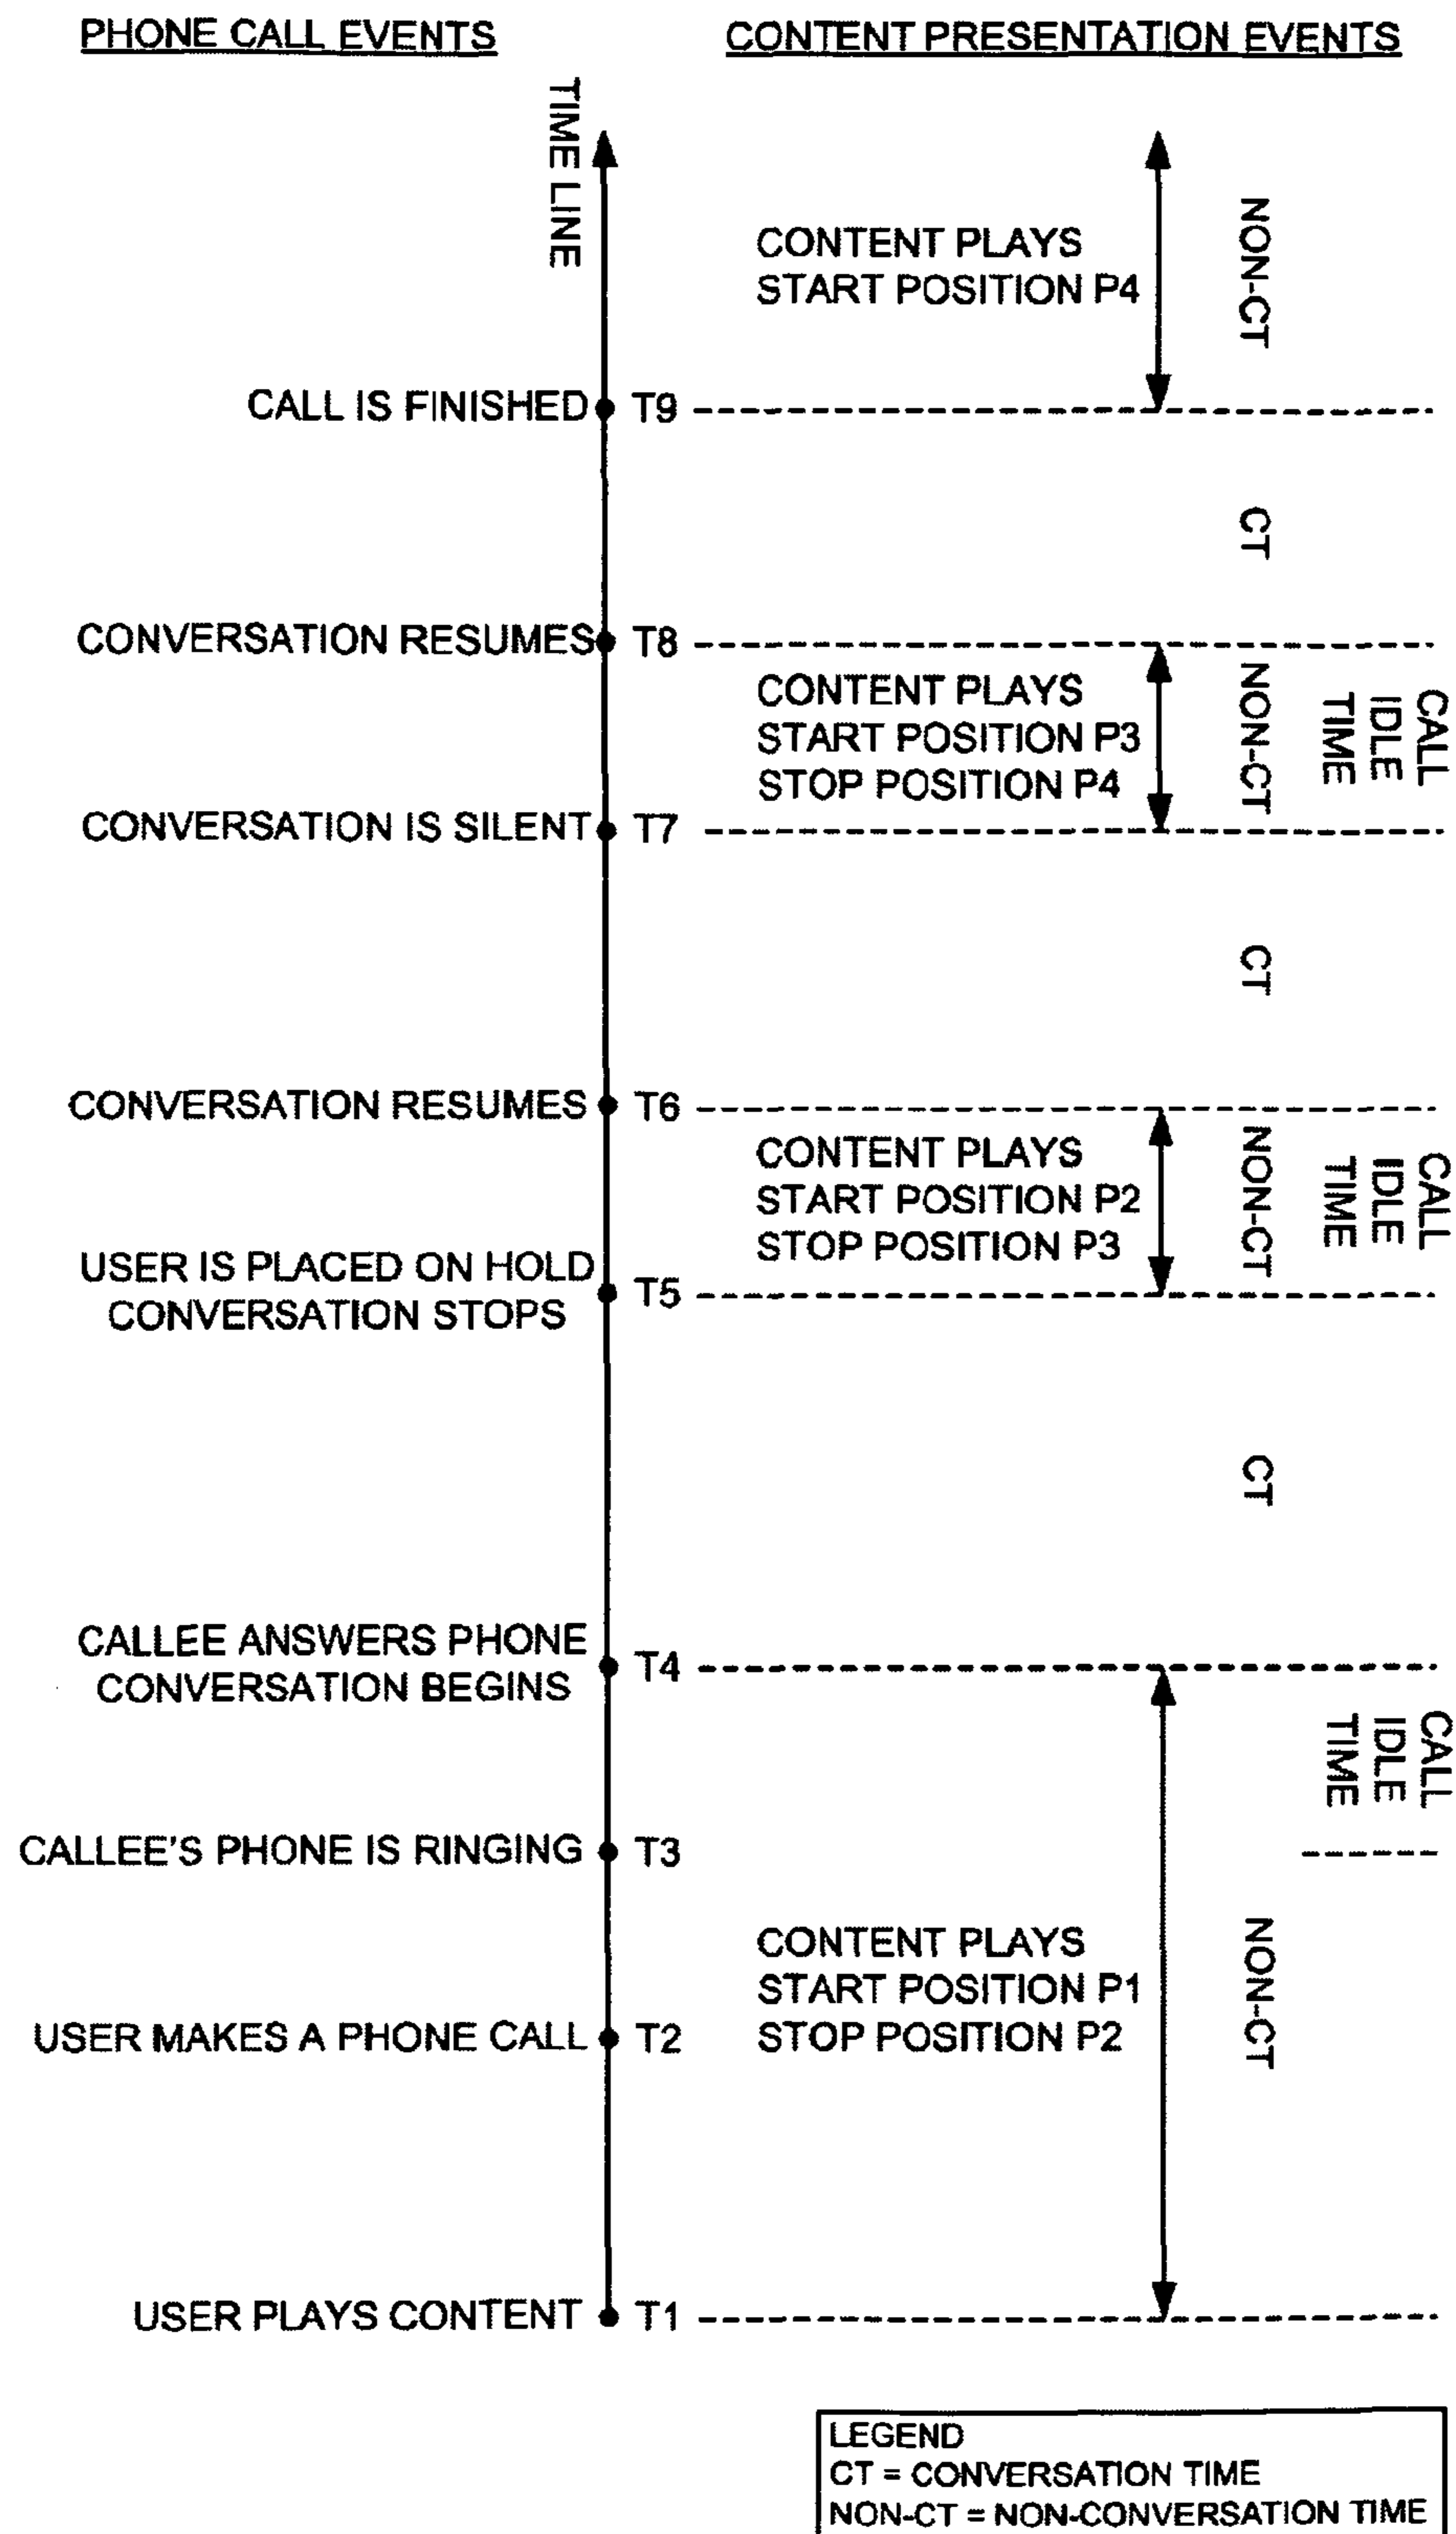 PHONE CALL EVENTS
CONTENT PRESENTATION EVENTS
TIME LINE
CONTENT PLAYS
START POSITION P4
NON-CT
CALL IS FINISHED
T9
CT
CONVERSATION RESUMES
T8
CONTENT PLAYS
START POSITION P3
STOP POSITION P4
NON-CT
CALL
IDLE
TIME
CONVERSATION IS SILENT
T7
CT
CONVERSATION RESUMES
T6
CONTENT PLAYS
START POSITION P2
STOP POSITION P3
NON-CT
CALL
IDLE
TIME
USER IS PLACED ON HOLD
CONVERSATION STOPS
T5
CT
CALLEE ANSWERS PHONE
CONVERSATION BEGINS
T4
CALL
IDLE
TIME
CALLEE'S PHONE IS RINGING
T3
CONTENT PLAYS
START POSITION P1
STOP POSITION P2
NON-CT
USER MAKES A PHONE CALL
T2
USER PLAYS CONTENT
T1
LEGEND
CT = CONVERSATION TIME
NON-CT = NON-CONVERSATION TIME